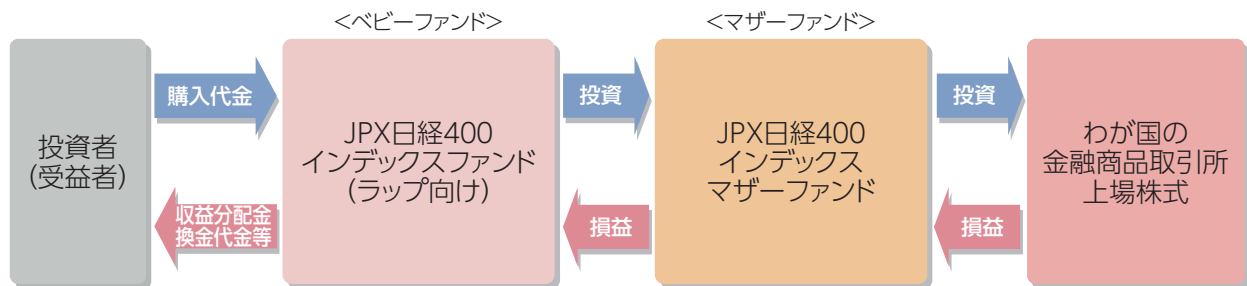 <ベビーファンド>
<マザーファンド>
投資者
(受益者)
購入代金
収益分配金
換金代金等
JPX日経400
インデックスファンド
(ラップ向け)
投資
損益
JPX日経400
インデックス
マザーファンド
投資
損益
わが国の
金融商品取引所
上場株式